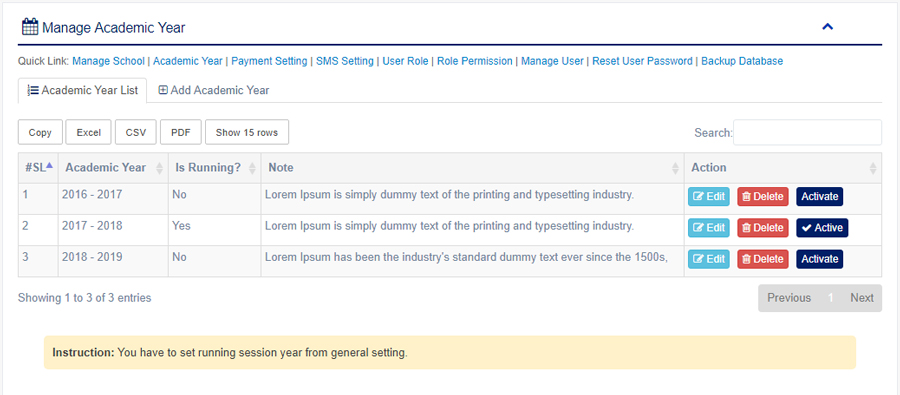 Manage Academic Year
Quick Link: Manage School | Academic Year | Payment Setting | SMS Setting | User Role | Role Permission | Manage User | Reset User Password | Backup Database
Academic Year List Add Academic Year
Copy Excel CSV PDF Show 15 rows Search:
#SL Academic Year Is Running? Note Action
1 2016 - 2017 No Lorem Ipsum is simply dummy text of the printing and typesetting industry. Edit Delete Activate
2 2017 - 2018 Yes Lorem Ipsum is simply dummy text of the printing and typesetting industry. Edit Delete Active
3 2018 - 2019 No Lorem Ipsum has been the industry's standard dummy text ever since the 1500s, Edit Delete Activate
Showing 1 to 3 of 3 entries Previous 1 Next
Instruction: You have to set running session year from general setting.